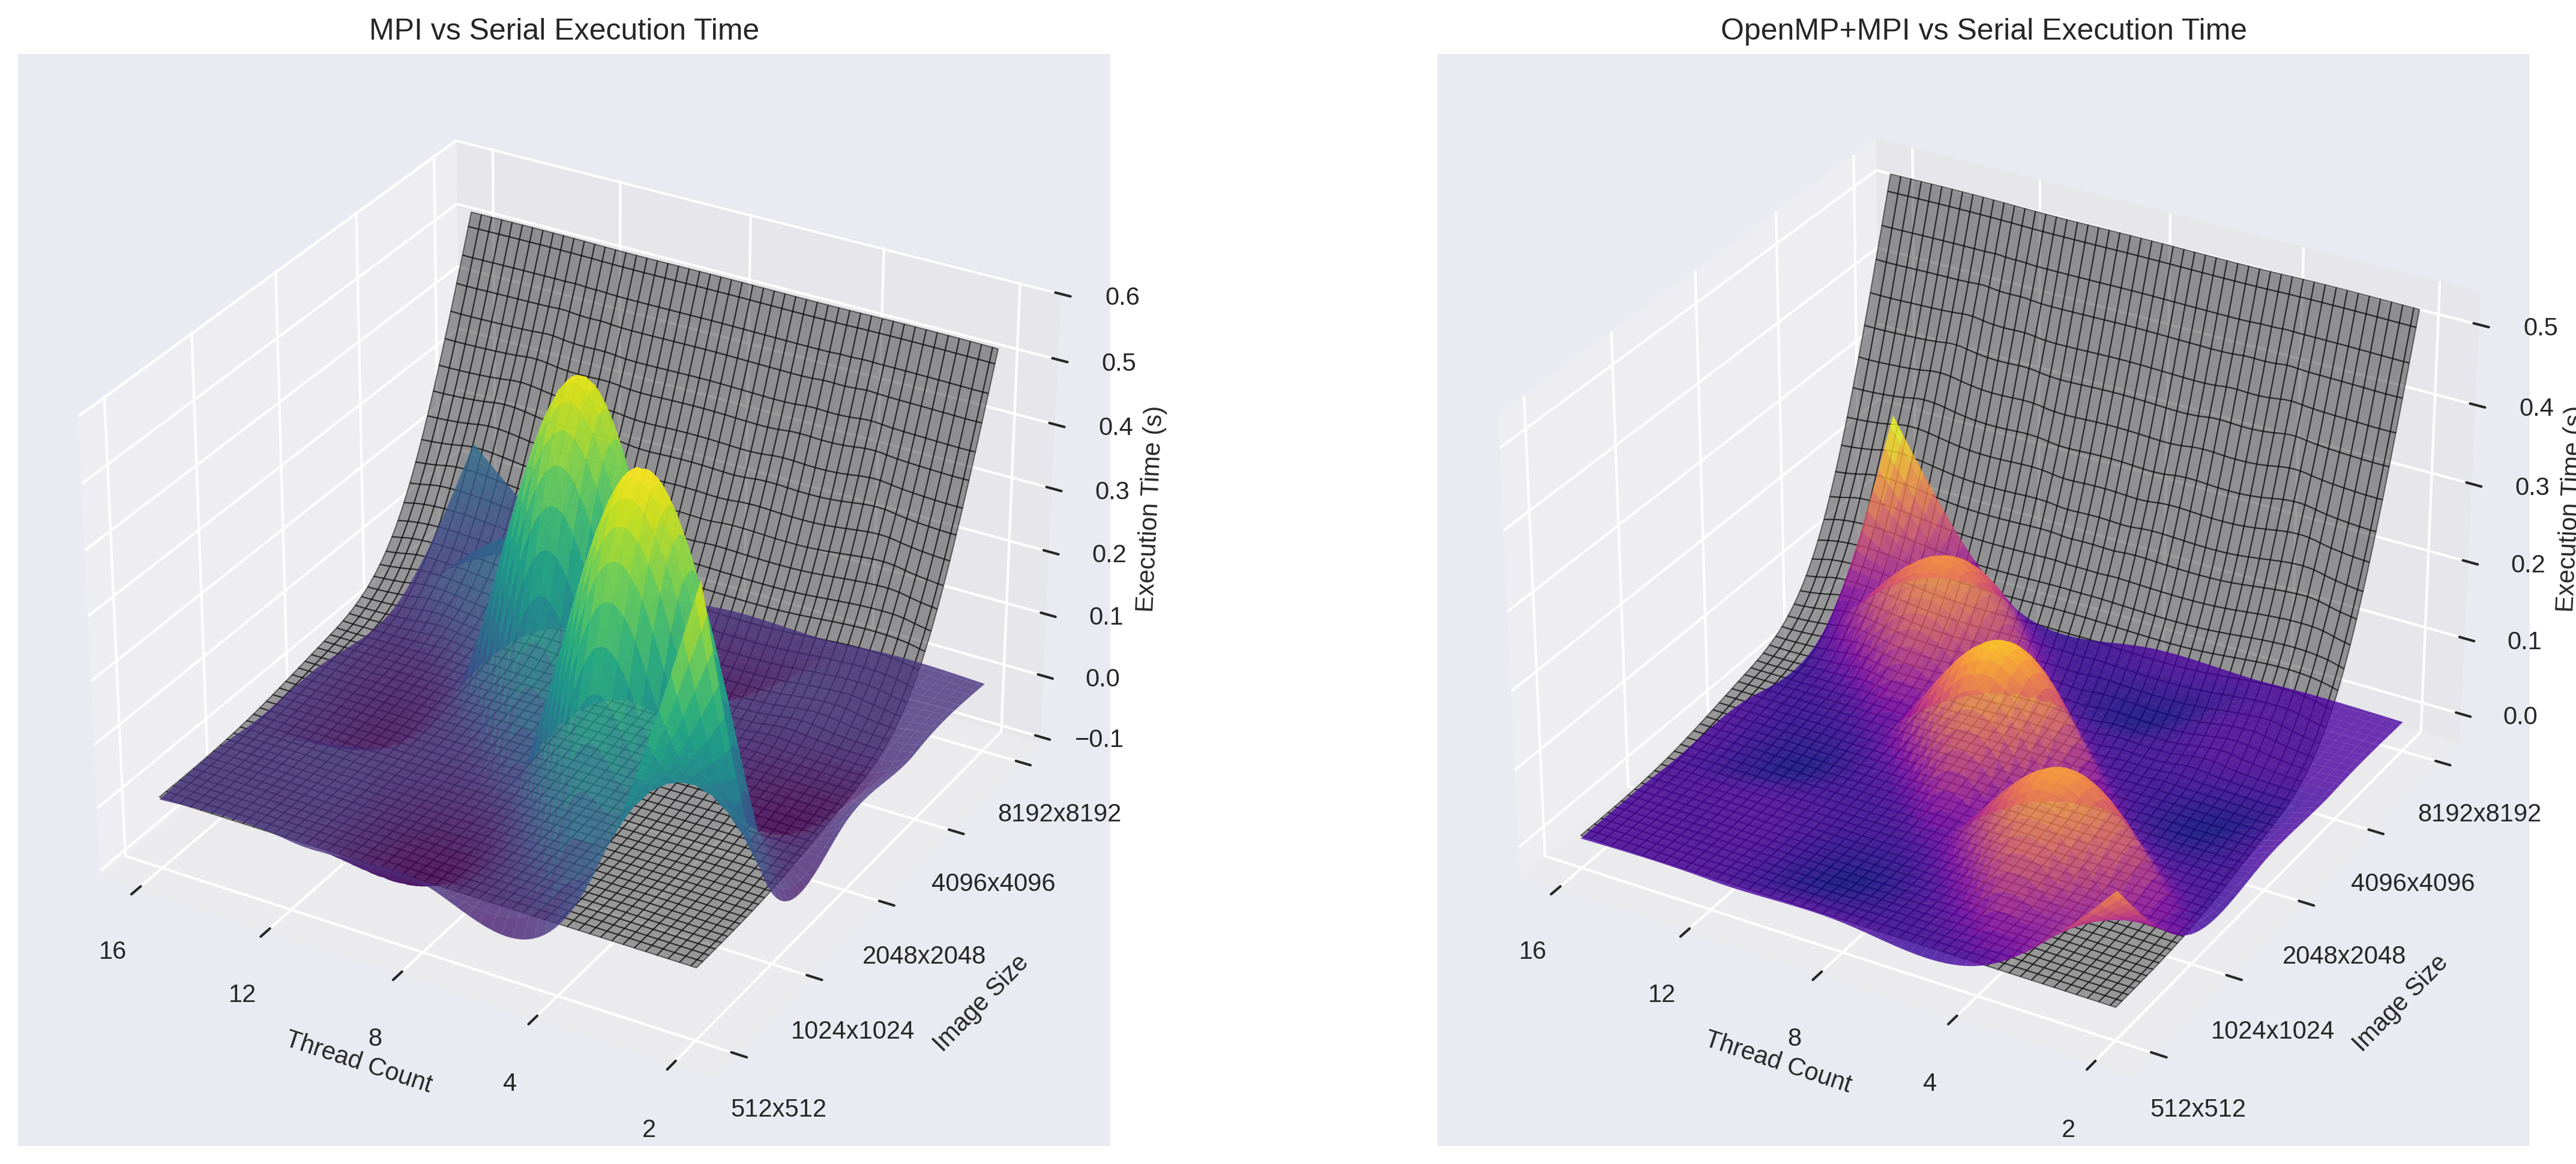 MPI vs Serial Execution Time
0.6
0.5
0.4
0.3
0.2
0.1
0.0
−0.1
Execution Time (s)
8192x8192
4096x4096
2048x2048
1024x1024
512x512
Image Size
16
12
8
4
2
Thread Count
OpenMP+MPI vs Serial Execution Time
0.5
0.4
0.3
0.2
0.1
0.0
Execution Time (s)
8192x8192
4096x4096
2048x2048
1024x1024
512x512
Image Size
16
12
8
4
2
Thread Count